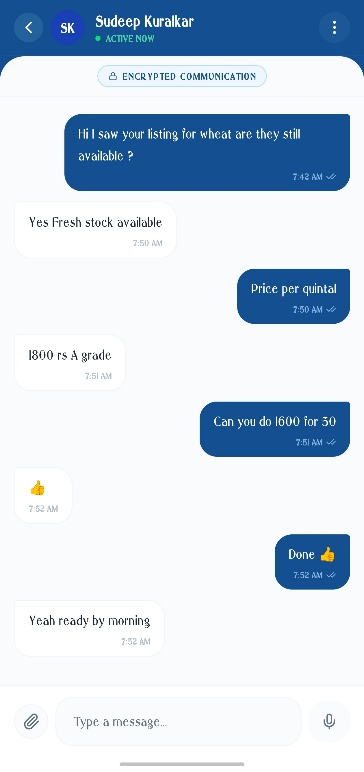 SK
Sudeep Kuralkar
ACTIVE NOW
ENCRYPTED COMMUNICATION
Hi I saw your listing for wheat are they still
available ?
7:42 AM
Yes Fresh stock available
7:50 AM
Price per quintal
7:50 AM
1800 rs A grade
7:51 AM
Can you do 1600 for 30
7:51 AM
👍
7:52 AM
Done 👍
7:52 AM
Yeah ready by morning
7:52 AM
Type a message...